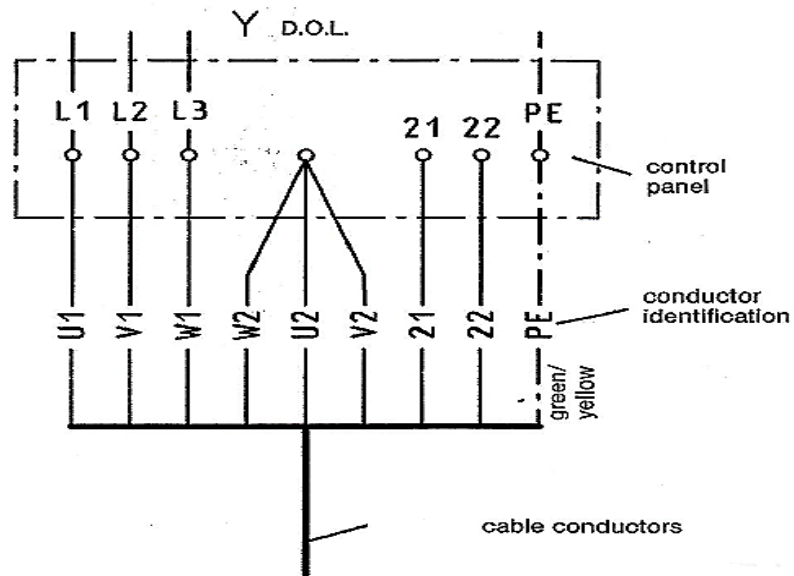 Y D.O.L.
L1 L2 L3 21 22 PE
control
panel
U1 V1 W1 W2 U2 V2 21 22 PE
conductor
identification
green/
yellow
cable conductors